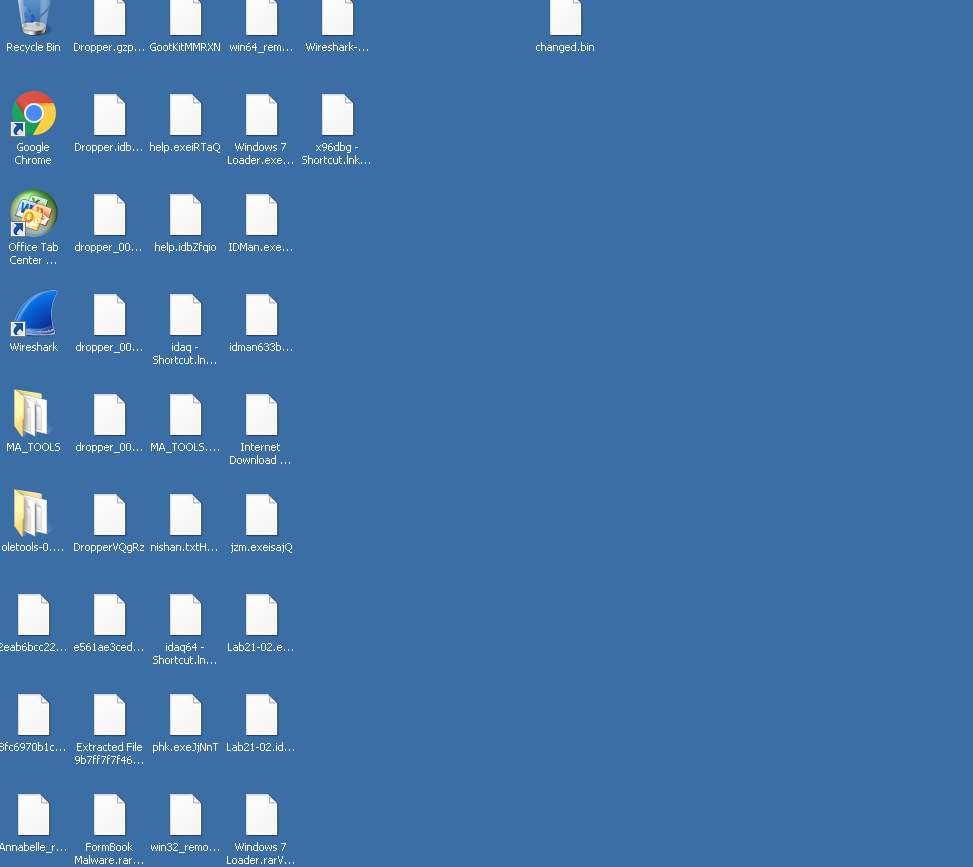 Recycle Bin
Dropper.gzp...
GootKitMMRXN
win64_rem...
Wireshark-...
changed.bin
Google
Chrome
Dropper.idb...
help.exeiRTaQ
Windows 7
Loader.exe...
x96dbg -
Shortcut.lnk...
Office Tab
Center ...
dropper_00...
help.idbZfqio
IDMan.exe...
Wireshark
dropper_00...
idaq -
Shortcut.ln...
idman633b...
MA_TOOLS
dropper_00...
MA_TOOLS....
Internet
Download ...
oletools-0....
DropperVQgRz
nishan.txtH...
jzm.exeisajQ
2eab6bcc22...
e561ae3ced...
idaq64 -
Shortcut.ln...
Lab21-02.e...
8fc6970b1c...
Extracted File
9b7ff7f7f46...
phk.exeJjNnT
Lab21-02.id...
Annabelle_r...
FormBook
Malware.rar...
win32_remo...
Windows 7
Loader.rarV...